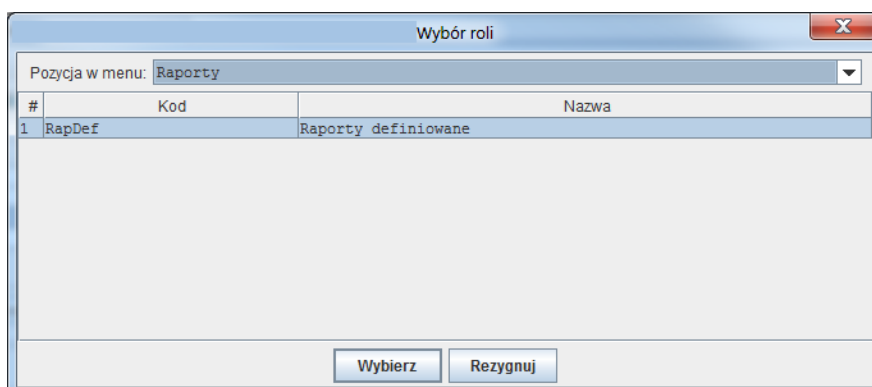 Wybór roli
Pozycja w menu: Raporty
# Kod Nazwa
1 RapDef Raporty definiowane
Wybierz Rezygnuj